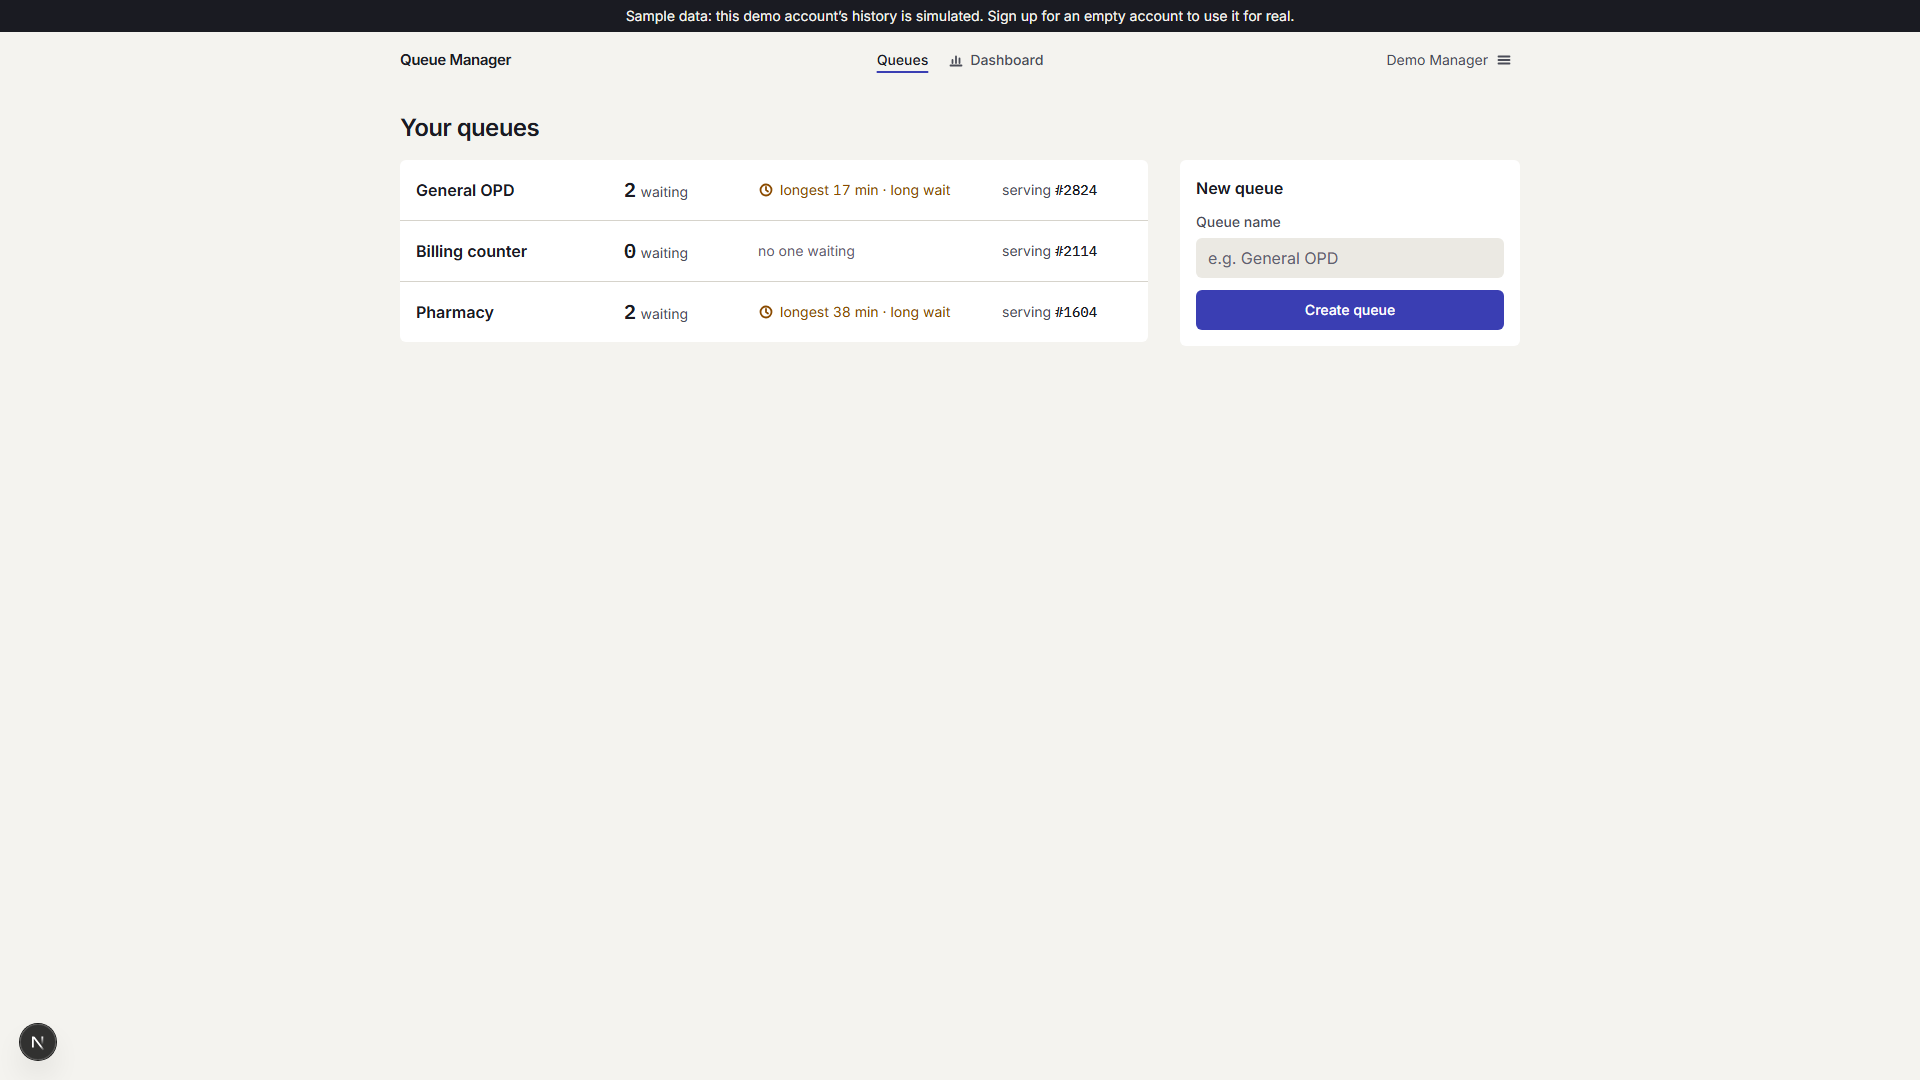 Sample data: this demo account's history is simulated. Sign up for an empty account to use it for real.
Queue Manager
Queues
Dashboard
Demo Manager
Your queues
General OPD
2 waiting
longest 17 min · long wait
serving #2824
Billing counter
0 waiting
no one waiting
serving #2114
Pharmacy
2 waiting
longest 38 min · long wait
serving #1604
New queue
Queue name
e.g. General OPD
Create queue
N